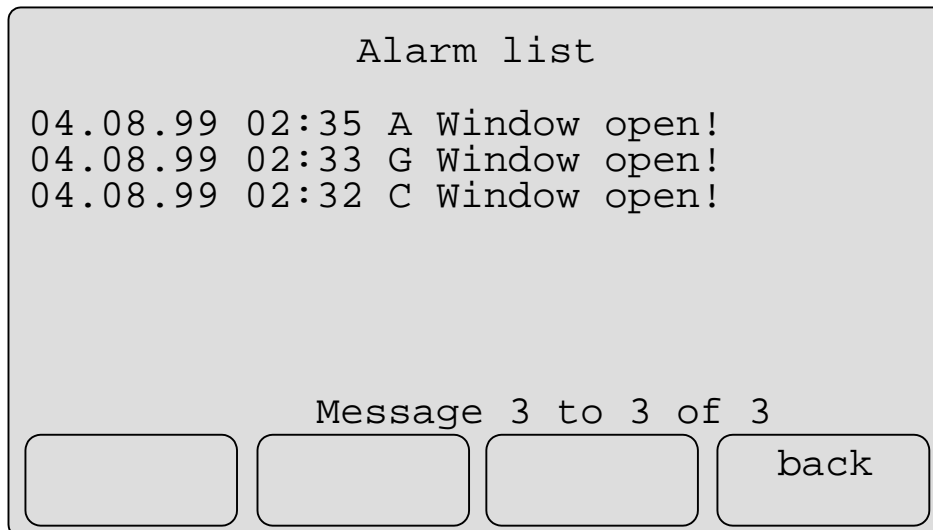 Alarm list
04.08.99 02:35 A Window open!
04.08.99 02:33 G Window open!
04.08.99 02:32 C Window open!
Message 3 to 3 of 3
back